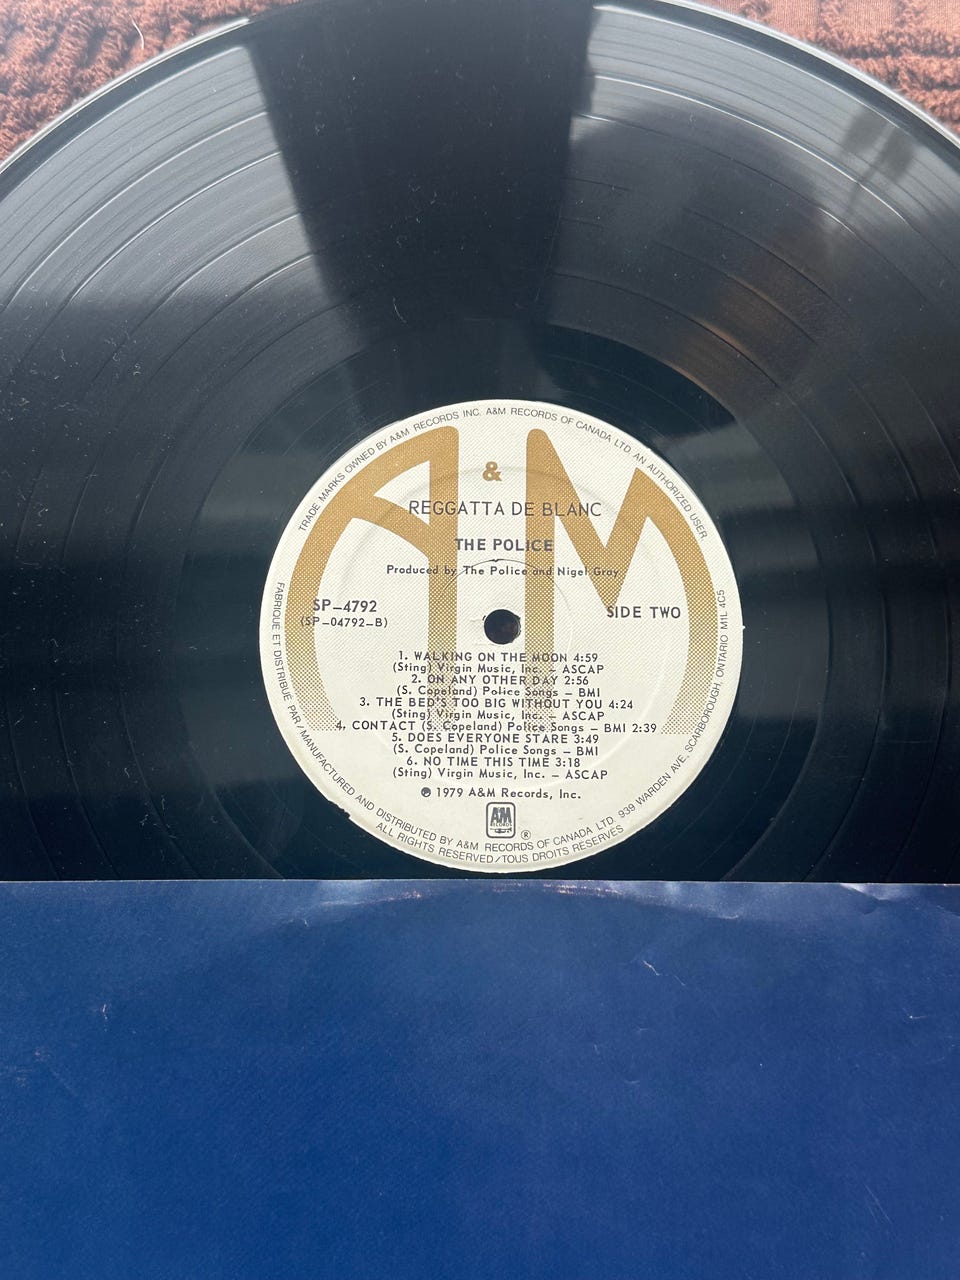 TRADE MARKS OWNED BY A&M RECORDS INC. A&M RECORDS OF CANADA LTD. AN AUTHORIZED USER.
&
REGGATTA DE BLANC
THE POLICE
Produced by The Police and Nigel Gray
SP-4792
(SP-04792-B)
SIDE TWO
1. WALKING ON THE MOON 4:59
(Sting) Virgin Music, Inc. - ASCAP
2. ON ANY OTHER DAY 2:56
(S. Copeland) Police Songs - BMI
3. THE BED'S TOO BIG WITHOUT YOU 4:24
(Sting) Virgin Music, Inc. - ASCAP
4. CONTACT (S. Copeland) Police Songs - BMI 2:39
5. DOES EVERYONE STARE 3:49
(S. Copeland) Police Songs - BMI
6. NO TIME THIS TIME 3:18
(Sting) Virgin Music, Inc. - ASCAP
℗ 1979 A&M Records, Inc.
A&M
RECORDS
®
FABRIQUE ET DISTRIBUÉ PAR/MANUFACTURED AND DISTRIBUTED BY A&M RECORDS OF CANADA LTD 939 WARDEN AVE, SCARBOROUGH, ONTARIO M1L 4C5
ALL RIGHTS RESERVED/TOUS DROITS RÉSERVÉS